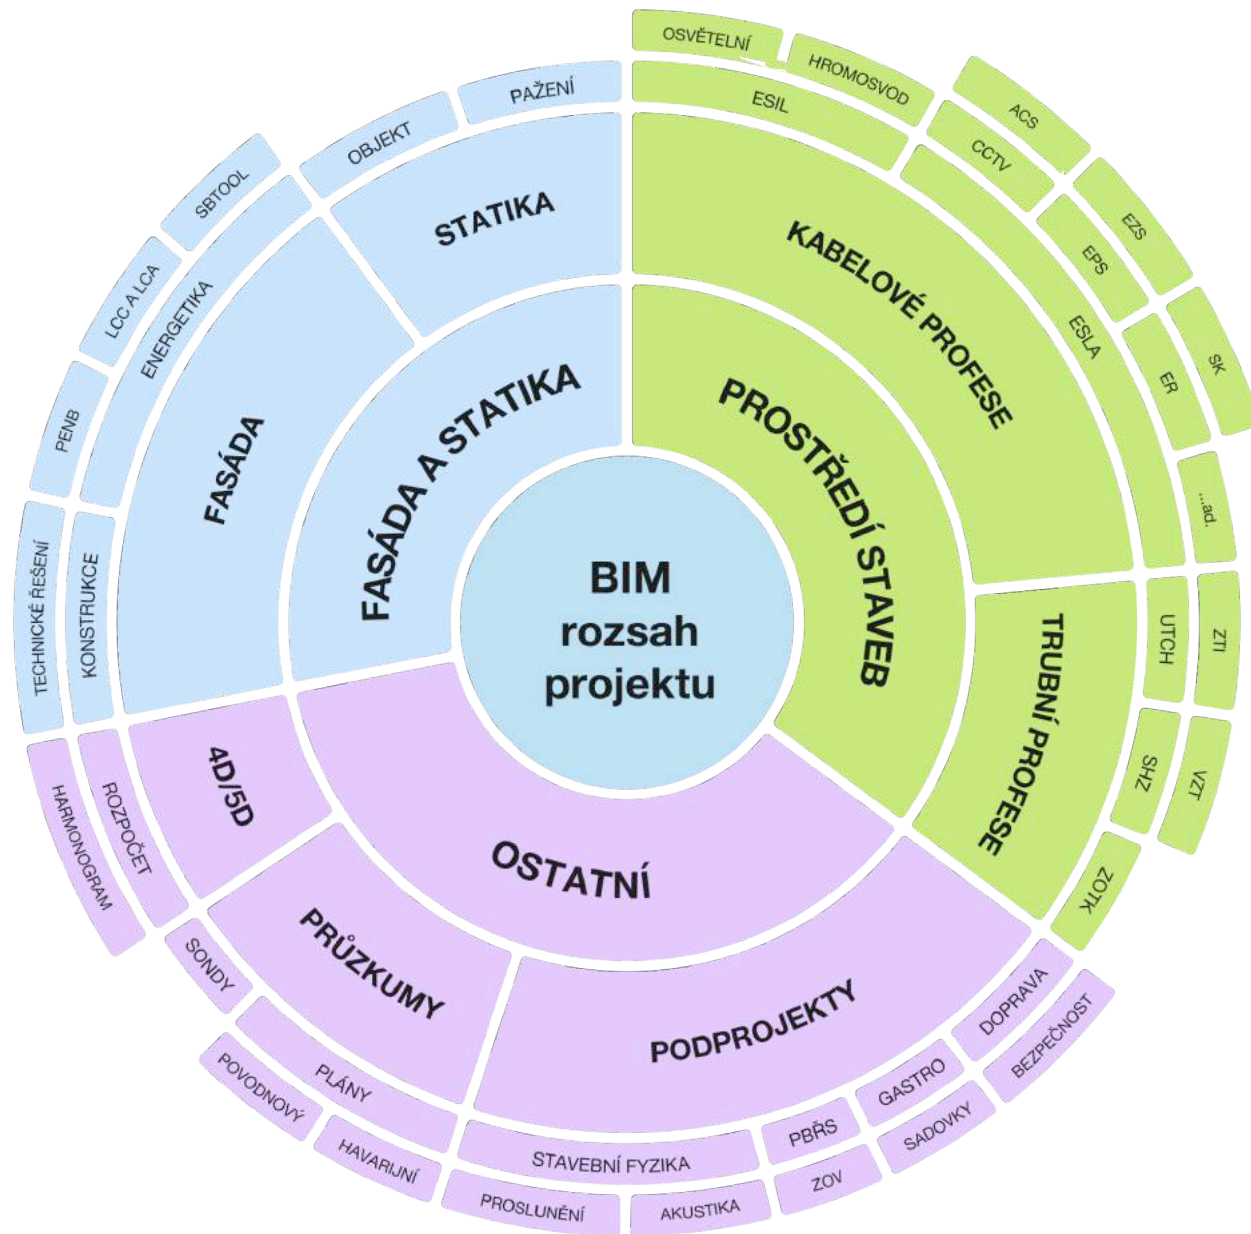 BIM
rozsah
projektu
PROSTŘEDÍ STAVEB
KABELOVÉ PROFESE
ESIL
OSVĚTELNÍ
HROMOSVOD
ESLA
CCTV
ACS
EPS
EZS
ER
SK
...ad.
TRUBNÍ PROFESE
UTCH
ZTI
SHZ
VZT
ZOTK
OSTATNÍ
PODPROJEKTY
DOPRAVA
BEZPEČNOST
GASTRO
SADOVKY
PBŘS
ZOV
STAVEBNÍ FYZIKA
AKUSTIKA
PROSLUNĚNÍ
PRŮZKUMY
PLÁNY
HAVARIJNÍ
POVODNOVÝ
SONDY
4D/5D
ROZPOČET
HARMONOGRAM
FASÁDA A STATIKA
FASÁDA
KONSTRUKCE
TECHNICKÉ ŘEŠENÍ
ENERGETIKA
PENB
LCC A LCA
SBTOOL
STATIKA
OBJEKT
PAŽENÍ